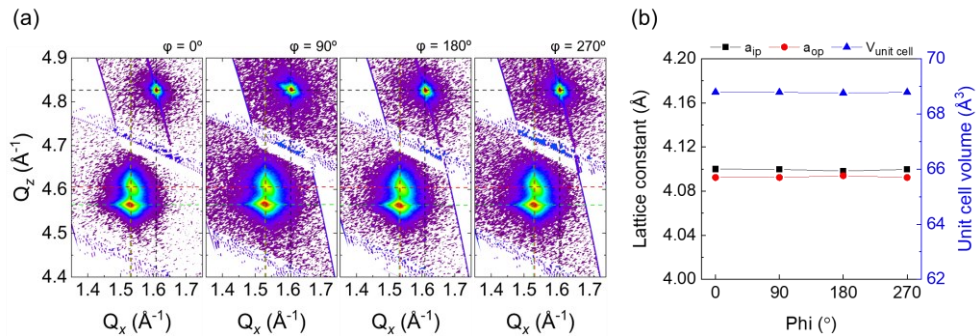 (a)
φ = 0º φ = 90º φ = 180º φ = 270º
4.9
4.8
4.7
4.6
4.5
4.4
Q_z (Å⁻¹)
1.4 1.5 1.6 1.7 1.4 1.5 1.6 1.7 1.4 1.5 1.6 1.7 1.4 1.5 1.6 1.7
Q_x (Å⁻¹) Q_x (Å⁻¹) Q_x (Å⁻¹) Q_x (Å⁻¹)
(b)
a_ip a_op V_unit cell
4.20
4.16
4.12
4.08
4.04
4.00
Lattice constant (Å)
70
68
66
64
62
Unit cell volume (Å³)
0 90 180 270
Phi (°)